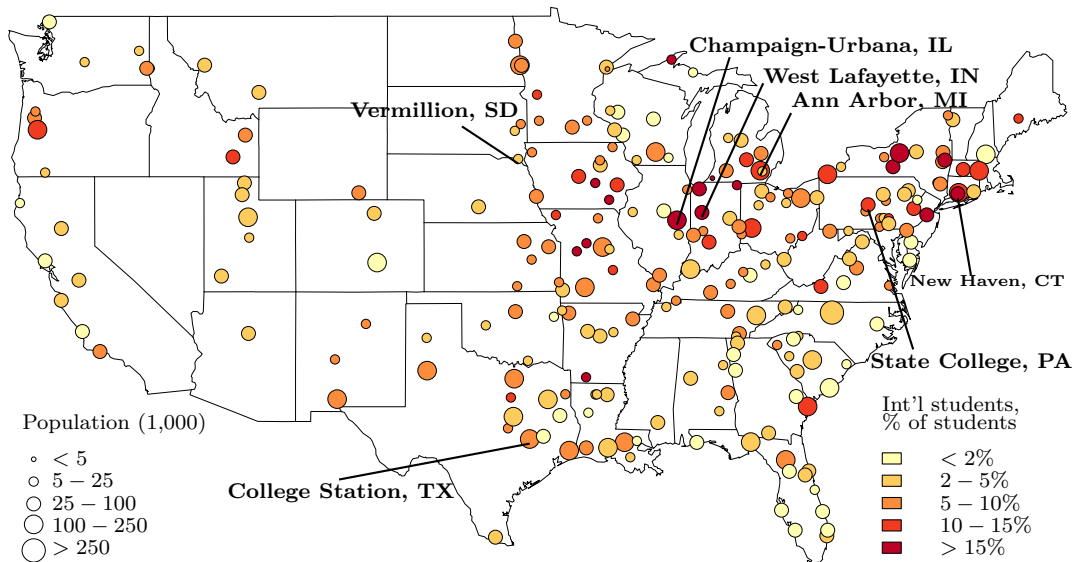 Champaign-Urbana, IL
West Lafayette, IN
Ann Arbor, MI
Vermillion, SD
New Haven, CT
State College, PA
College Station, TX
Population (1,000)
< 5
5 − 25
25 − 100
100 − 250
> 250
Int'l students,
% of students
< 2%
2 − 5%
5 − 10%
10 − 15%
> 15%